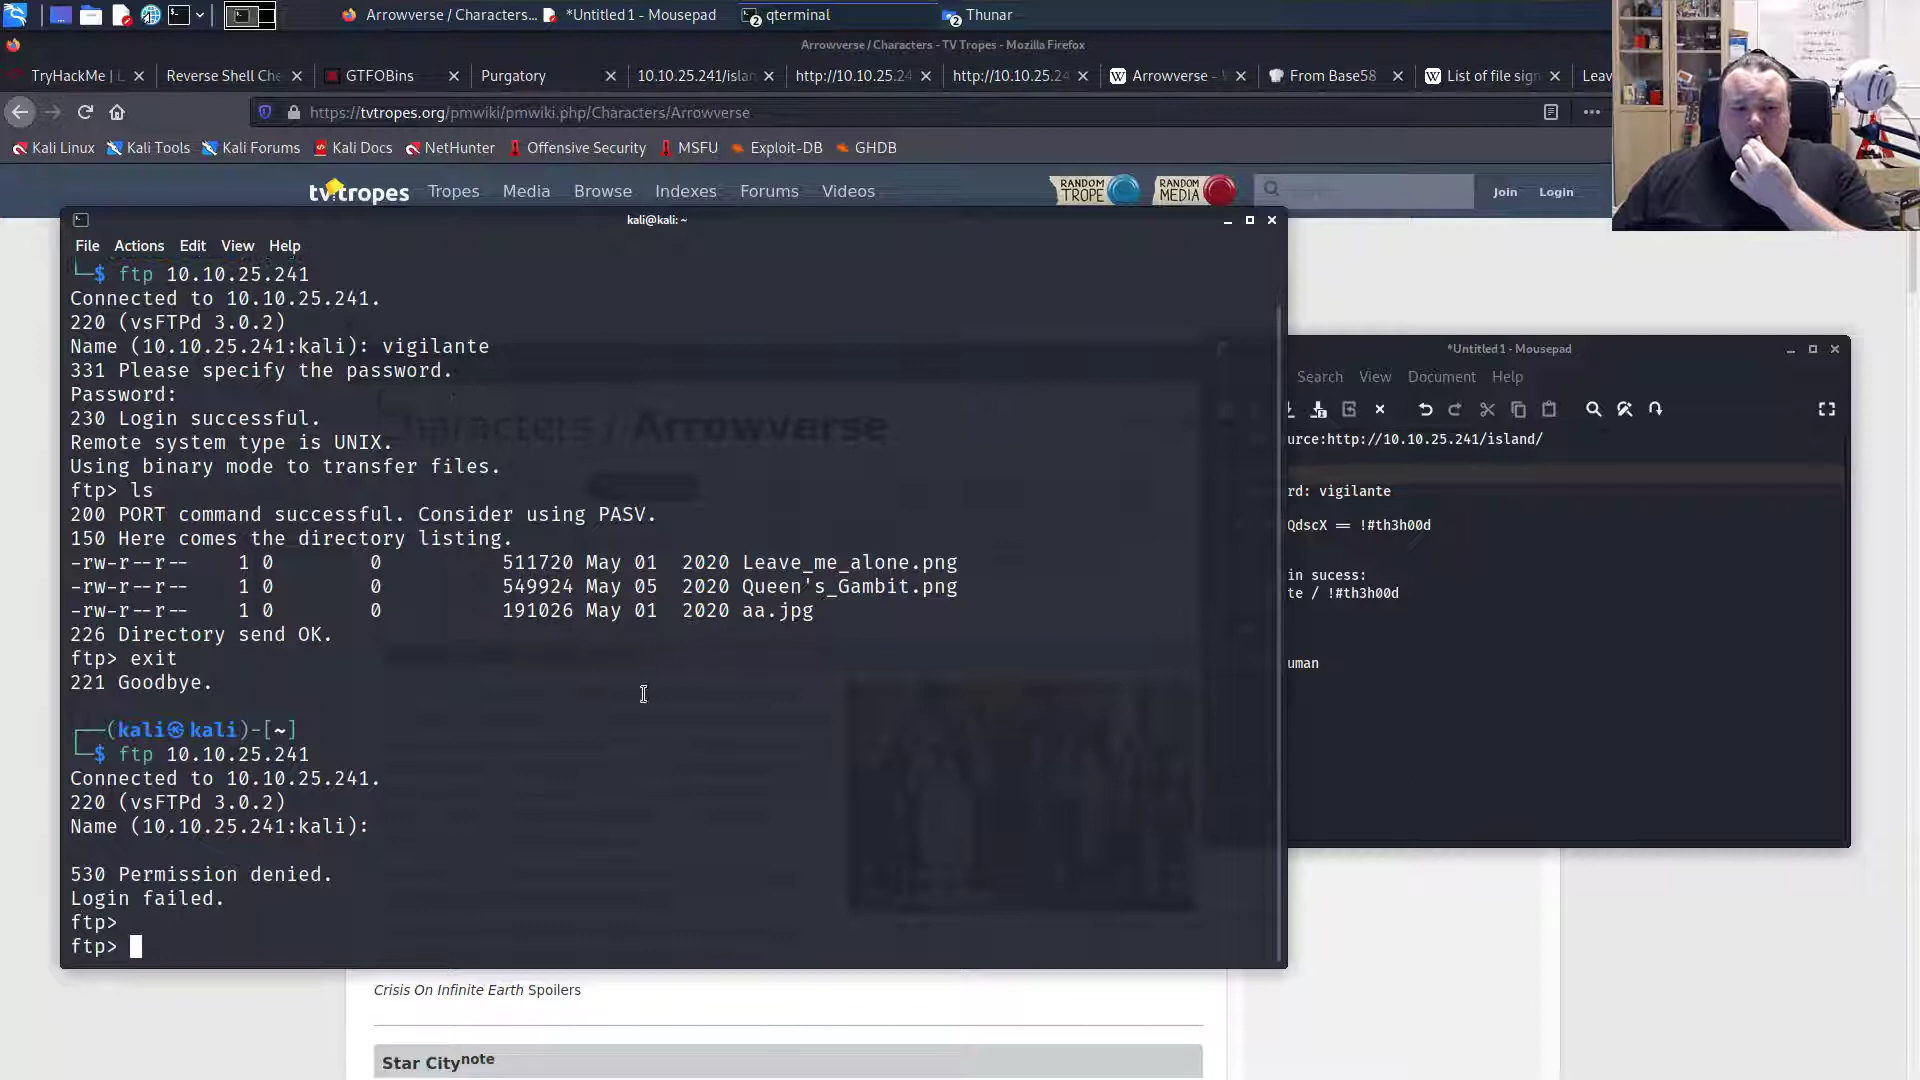 Arrowverse / Characters...
*Untitled 1 - Mousepad
qterminal
Thunar
Arrowverse / Characters - TV Tropes - Mozilla Firefox
TryHackMe | L
Reverse Shell Che
GTFOBins
Purgatory
10.10.25.241/islan
http://10.10.25.24
http://10.10.25.24
Arrowverse -
From Base58
List of file sign
Leav
https://tvtropes.org/pmwiki/pmwiki.php/Characters/Arrowverse
Kali Linux
Kali Tools
Kali Forums
Kali Docs
NetHunter
Offensive Security
MSFU
Exploit-DB
GHDB
tvtropes
Tropes
Media
Browse
Indexes
Forums
Videos
RANDOM TROPE
RANDOM MEDIA
Join
Login
kali@kali: ~
File Actions Edit View Help
└─$ ftp 10.10.25.241
Connected to 10.10.25.241.
220 (vsFTPd 3.0.2)
Name (10.10.25.241:kali): vigilante
331 Please specify the password.
Password:
230 Login successful.
Remote system type is UNIX.
Using binary mode to transfer files.
ftp> ls
200 PORT command successful. Consider using PASV.
150 Here comes the directory listing.
-rw-r--r-- 1 0 0 511720 May 01 2020 Leave_me_alone.png
-rw-r--r-- 1 0 0 549924 May 05 2020 Queen's_Gambit.png
-rw-r--r-- 1 0 0 191026 May 01 2020 aa.jpg
226 Directory send OK.
ftp> exit
221 Goodbye.
┌──(kali㉿kali)-[~]
└─$ ftp 10.10.25.241
Connected to 10.10.25.241.
220 (vsFTPd 3.0.2)
Name (10.10.25.241:kali):
530 Permission denied.
Login failed.
ftp>
ftp>
Characters / Arrowverse
*Untitled 1 - Mousepad
Search View Document Help
urce:http://10.10.25.241/island/
rd: vigilante
QdscX == !#th3h00d
in sucess:
te / !#th3h00d
uman
Crisis On Infinite Earth Spoilers
Star Citynote